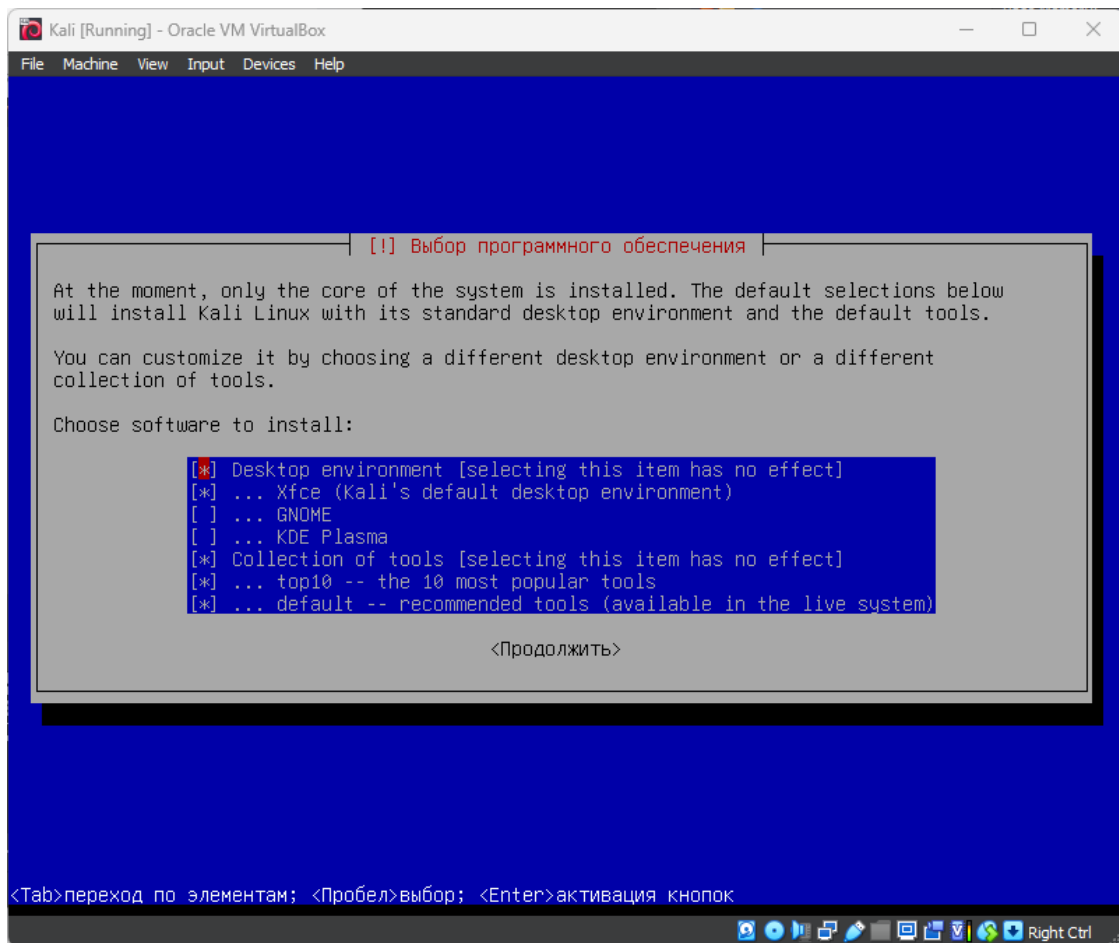 Kali [Running] - Oracle VM VirtualBox
File Machine View Input Devices Help
[!] Выбор программного обеспечения
At the moment, only the core of the system is installed. The default selections below
will install Kali Linux with its standard desktop environment and the default tools.
You can customize it by choosing a different desktop environment or a different
collection of tools.
Choose software to install:
[*] Desktop environment [selecting this item has no effect]
[*] ... Xfce (Kali's default desktop environment)
[ ] ... GNOME
[ ] ... KDE Plasma
[*] Collection of tools [selecting this item has no effect]
[*] ... top10 -- the 10 most popular tools
[*] ... default -- recommended tools (available in the live system)
<Продолжить>
<Tab>переход по элементам; <Пробел>выбор; <Enter>активация кнопок
Right Ctrl